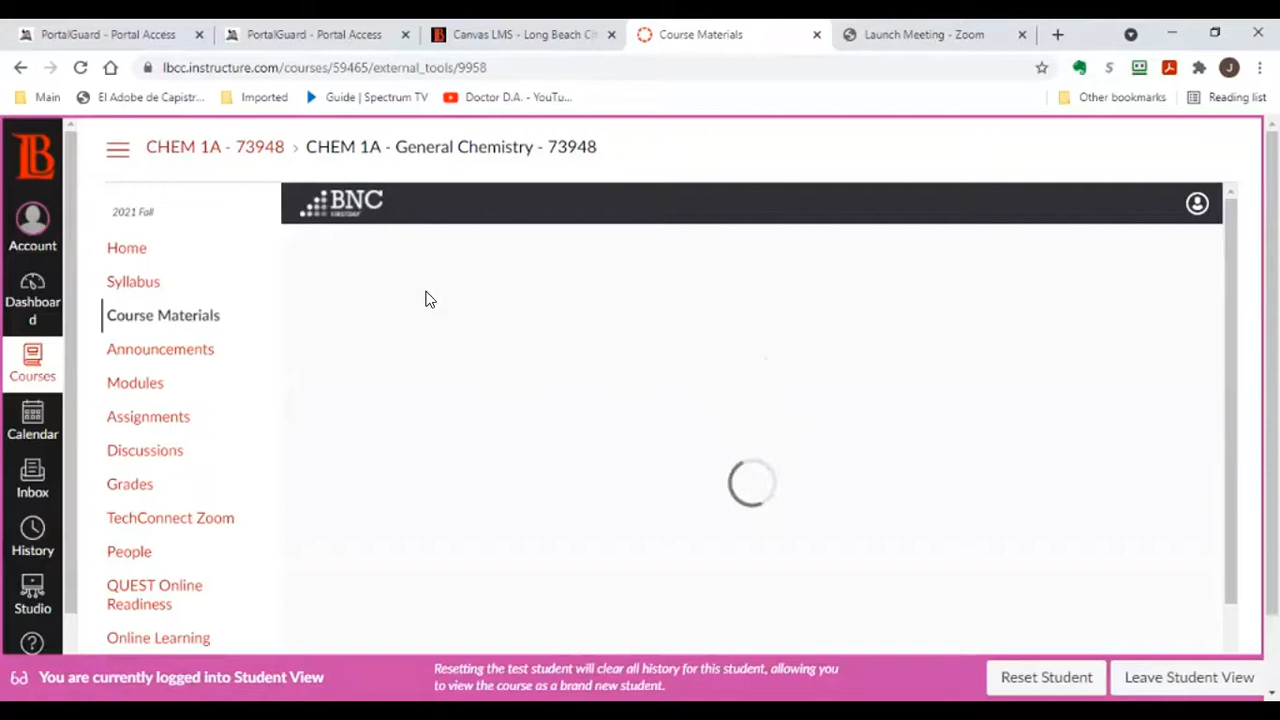 PortalGuard - Portal Access
PortalGuard - Portal Access
Canvas LMS - Long Beach Cit
Course Materials
Launch Meeting - Zoom
lbcc.instructure.com/courses/59465/external_tools/9958
Main
El Adobe de Capistr...
Imported
Guide | Spectrum TV
Doctor D.A. - YouTu...
Other bookmarks
Reading list
CHEM 1A - 73948 › CHEM 1A - General Chemistry - 73948
LB
Account
Dashboar
d
Courses
Calendar
Inbox
History
Studio
2021 Fall
Home
Syllabus
Course Materials
Announcements
Modules
Assignments
Discussions
Grades
TechConnect Zoom
People
QUEST Online
Readiness
Online Learning
BNC
You are currently logged into Student View
Resetting the test student will clear all history for this student, allowing you
to view the course as a brand new student.
Reset Student
Leave Student View